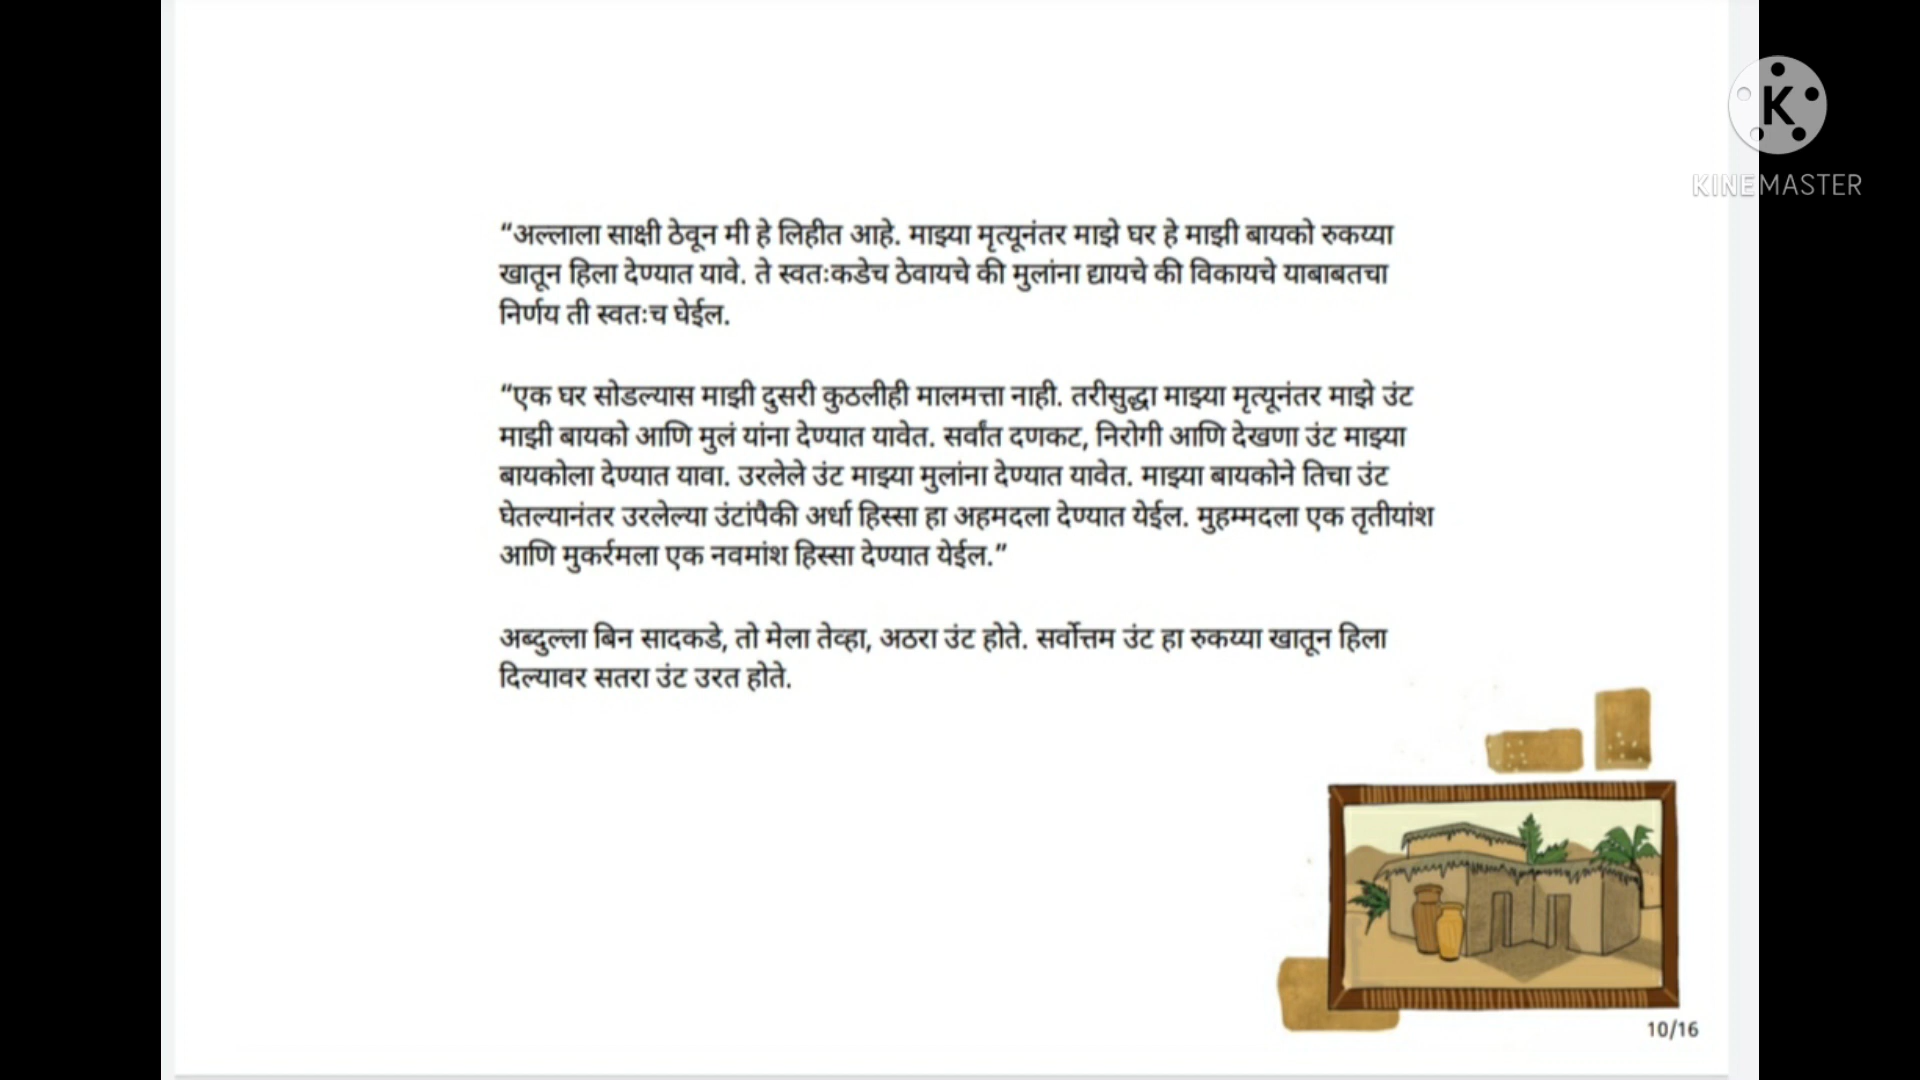 K
KINEMASTER
“अल्लाला साक्षी ठेवून मी हे लिहीत आहे. माझ्या मृत्यूनंतर माझे घर हे माझी बायको रुकय्या
खातून हिला देण्यात यावे. ते स्वतःकडेच ठेवायचे की मुलांना द्यायचे की विकायचे याबाबतचा
निर्णय ती स्वतःच घेईल.
“एक घर सोडल्यास माझी दुसरी कुठलीही मालमत्ता नाही. तरीसुद्धा माझ्या मृत्यूनंतर माझे उंट
माझी बायको आणि मुलं यांना देण्यात यावेत. सर्वांत दणकट, निरोगी आणि देखणा उंट माझ्या
बायकोला देण्यात यावा. उरलेले उंट माझ्या मुलांना देण्यात यावेत. माझ्या बायकोने तिचा उंट
घेतल्यानंतर उरलेल्या उंटांपैकी अर्धा हिस्सा हा अहमदला देण्यात येईल. मुहम्मदला एक तृतीयांश
आणि मुकर्रमला एक नवमांश हिस्सा देण्यात येईल.”
अब्दुल्ला बिन सादकडे, तो मेला तेव्हा, अठरा उंट होते. सर्वोत्तम उंट हा रुकय्या खातून हिला
दिल्यावर सतरा उंट उरत होते.
10/16